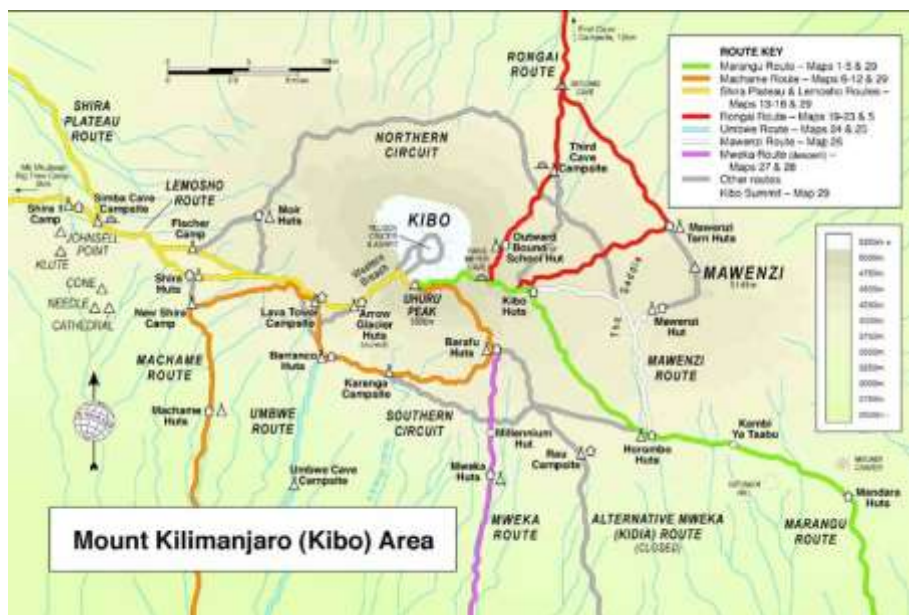 RONGAI
ROUTE
ROUTE KEY
Marangu Route – Maps 1-5 & 29
Machame Route – Maps 6-12 & 29
Shira Plateau & Lemosho Routes –
Maps 13-18 & 29
Rongai Route – Maps 19-23 & 5
Umbwe Route – Maps 24 & 25
Mawenzi Route – Map 26
Mweka Route (descent) –
Maps 27 & 28
Other routes
Kibo Summit – Map 29
SHIRA
PLATEAU
ROUTE
NORTHERN
CIRCUIT
SECOND
CAVE
Third Cave
Campsite
LEMOSHO
ROUTE
Simba Cave
Campsite
Shira 1
Camp
JOHNSELL
POINT
KLUTE
CONE
NEEDLE
CATHEDRAL
Fischer
Camp
Moir
Huts
KIBO
Western
Breach
Outward
Bound
School Hut
Mawenzi
Tarn Huts
MAWENZI
Shira
Huts
New Shira
Camp
Lava Tower
Campsite
Arrow
Glacier
Huts
UHURU
PEAK
Kibo
Huts
The Saddle
Mawenzi
Hut
MACHAME
ROUTE
Barranco
Huts
Karanga
Campsite
Barafu
Huts
MAWENZI
ROUTE
Machame
Huts
UMBWE
ROUTE
SOUTHERN
CIRCUIT
Millennium
Hut
Rau
Campsite
Horombo
Huts
Kambi
Ya Taabu
Umbwe Cave
Campsite
Mweka
Huts
Mandara
Huts
Mount Kilimanjaro (Kibo) Area
MWEKA
ROUTE
ALTERNATIVE MWEKA
(KIDIA) ROUTE
(CLOSED)
MARANGU
ROUTE